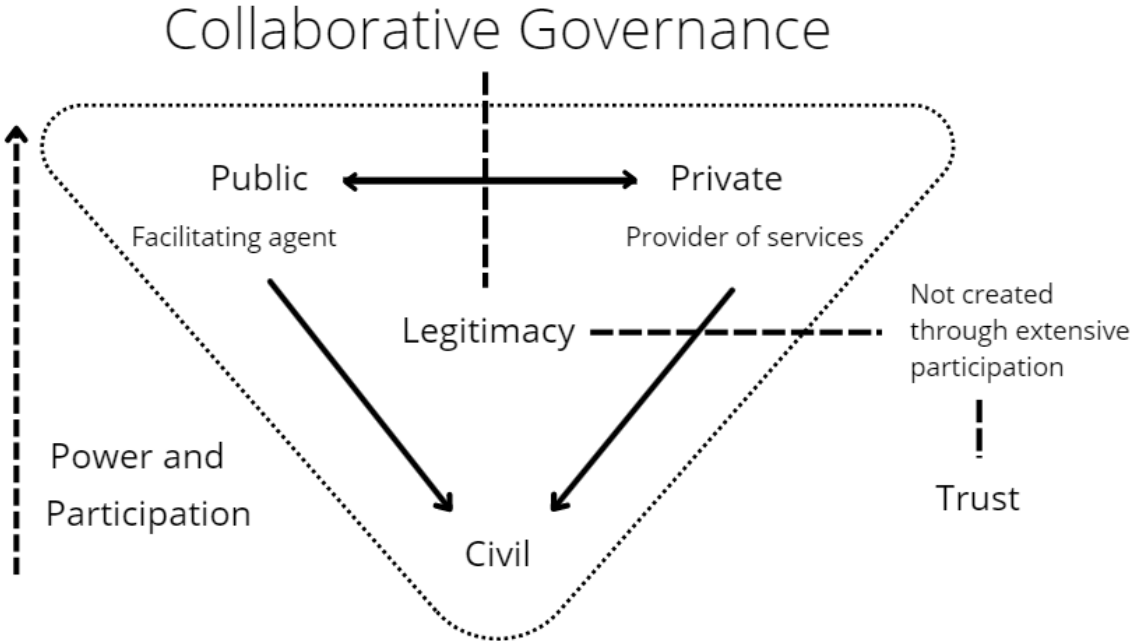 Collaborative Governance
Public
Private
Facilitating agent
Provider of services
Legitimacy
Not created
through extensive
participation
Power and
Participation
Trust
Civil